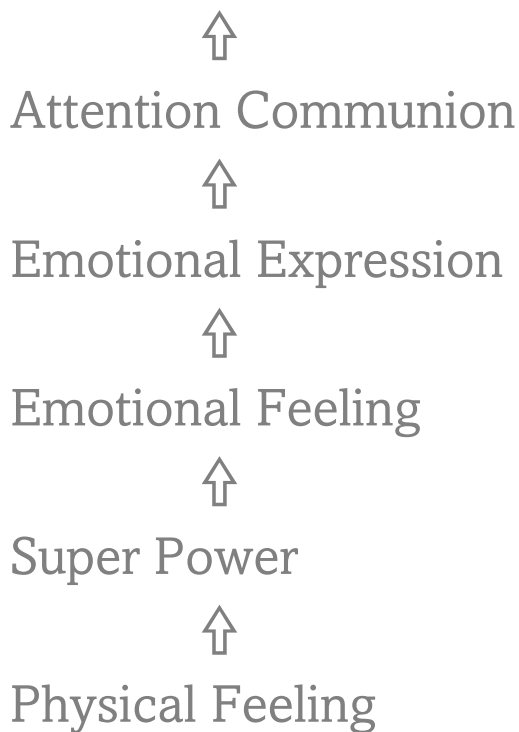 ⇧
Attention Communion
⇧
Emotional Expression
⇧
Emotional Feeling
⇧
Super Power
⇧
Physical Feeling